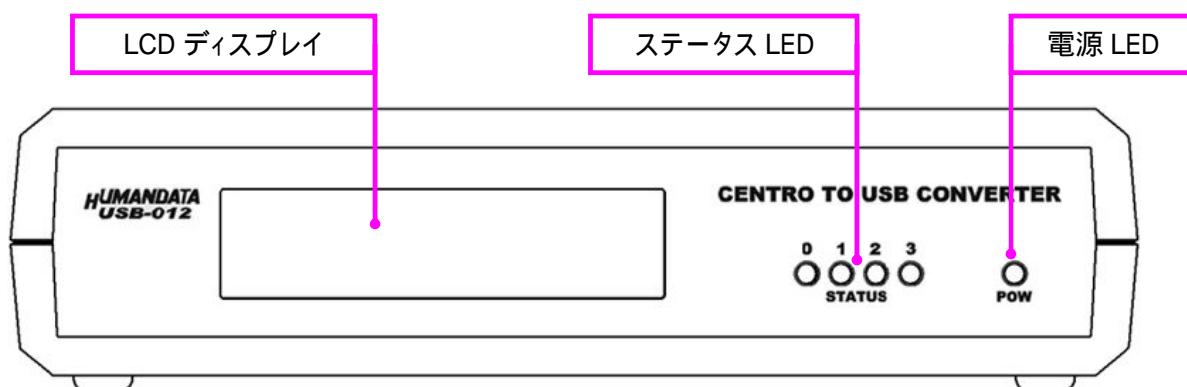 LCD ディスプレイ
ステータス LED
電源 LED
HUMANDATA
USB-012
CENTRO TO USB CONVERTER
0 1 2 3
STATUS
POW